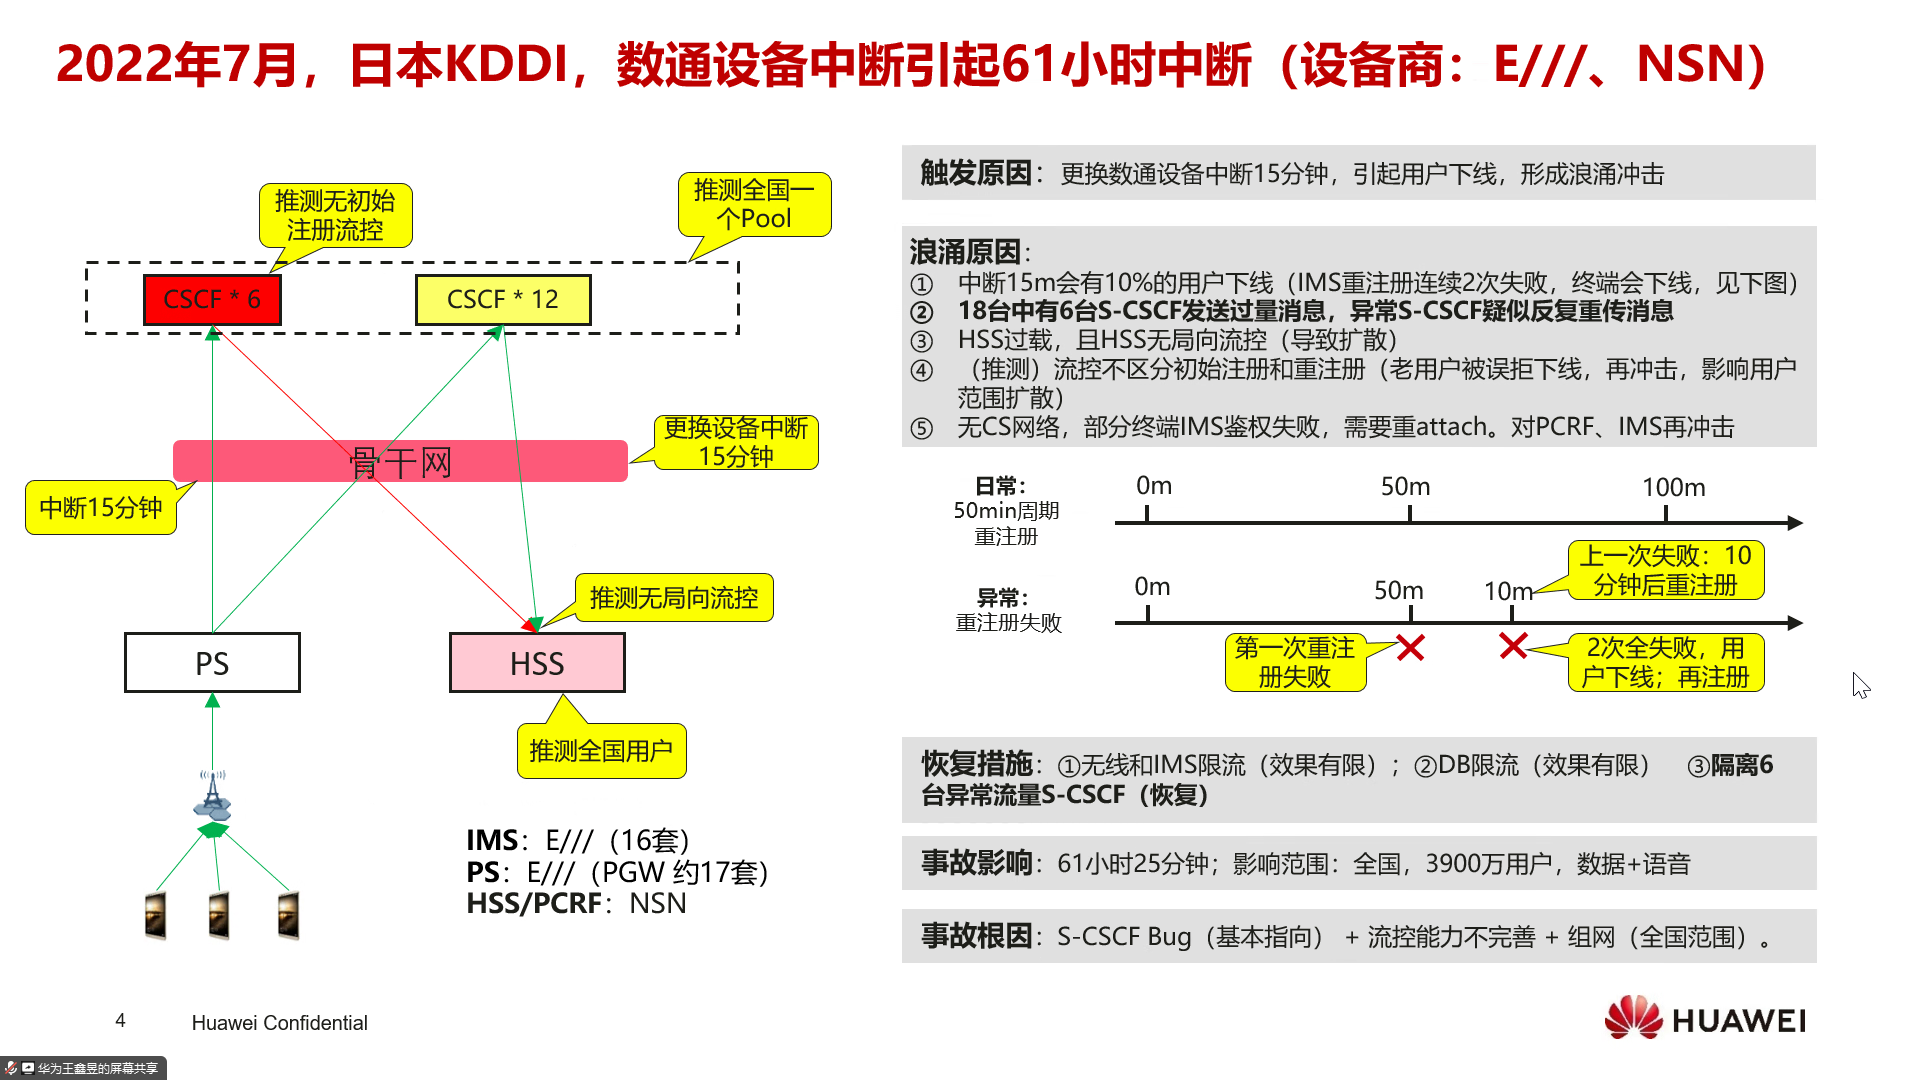 2022年7月，日本KDDI，数通设备中断引起61小时中断（设备商：E///、NSN）
推测无初始
注册流控
推测全国一
个Pool
CSCF * 6
CSCF * 12
骨干网
更换设备中断
15分钟
中断15分钟
推测无局向流控
PS
HSS
推测全国用户
IMS：E///（16套）
PS：E///（PGW 约17套）
HSS/PCRF：NSN
触发原因：更换数通设备中断15分钟，引起用户下线，形成浪涌冲击
浪涌原因：
① 中断15m会有10%的用户下线（IMS重注册连续2次失败，终端会下线，见下图）
② 18台中有6台S-CSCF发送过量消息，异常S-CSCF疑似反复重传消息
③ HSS过载，且HSS无局向流控（导致扩散）
④ （推测）流控不区分初始注册和重注册（老用户被误拒下线，再冲击，影响用户
范围扩散）
⑤ 无CS网络，部分终端IMS鉴权失败，需要重attach。对PCRF、IMS再冲击
日常：
50min周期
重注册
0m
50m
100m
异常：
重注册失败
0m
50m
10m
上一次失败：10
分钟后重注册
第一次重注
册失败
2次全失败，用
户下线；再注册
恢复措施：①无线和IMS限流（效果有限）；②DB限流（效果有限） ③隔离6
台异常流量S-CSCF（恢复）
事故影响：61小时25分钟；影响范围：全国，3900万用户，数据+语音
事故根因：S-CSCF Bug（基本指向） + 流控能力不完善 + 组网（全国范围）。
4
Huawei Confidential
HUAWEI
华为王鑫昱的屏幕共享